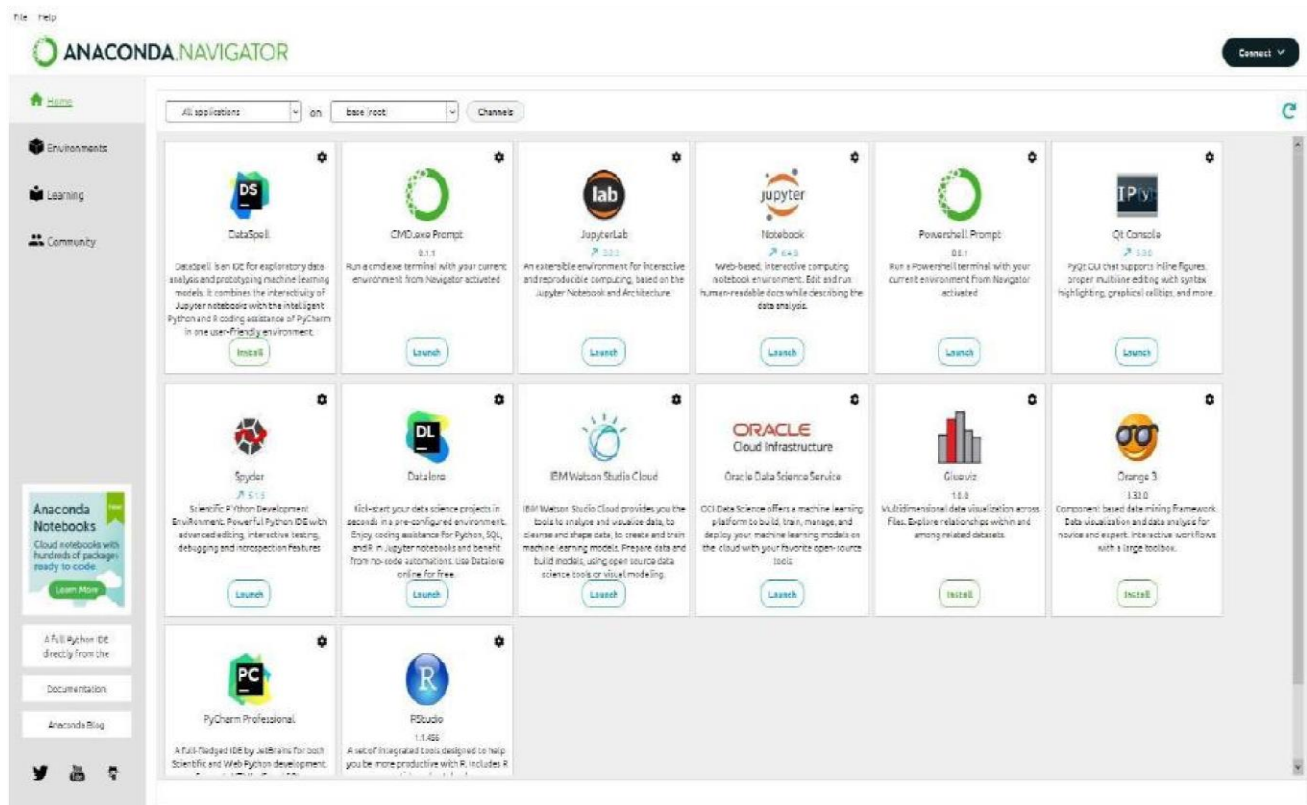 File Help
ANACONDA.NAVIGATOR
Connect
Home
Environments
Learning
Community
All applications on base (root) Channels
DS
DataSpell
DataSpell is an IDE for exploratory data
analysis and prototyping machine learning
models. It combines the interactivity of
Jupyter notebooks with the intelligent
Python and R coding assistance of PyCharm
in one user-friendly environment.
Install
CMD.exe Prompt
0.1.1
Run a cmd.exe terminal with your current
environment from Navigator activated
Launch
lab
JupyterLab
An extensible environment for interactive
and reproducible computing, based on the
Jupyter Notebook and Architecture.
Launch
jupyter
Notebook
Web-based, interactive computing
notebook environment. Edit and run
human-readable docs while describing the
data analysis.
Launch
Powershell Prompt
0.0.1
Run a Powershell terminal with your
current environment from Navigator
activated
Launch
IP[y]:
Qt Console
PyQt GUI that supports inline figures,
proper multiline editing with syntax
highlighting, graphical calltips, and more.
Launch
Spyder
Scientific PYthon Development
EnviRonment. Powerful Python IDE with
advanced editing, interactive testing,
debugging and introspection features
Launch
DL
Datalore
Kick-start your data science projects in
seconds in a pre-configured environment.
Enjoy coding assistance for Python, SQL,
and R in Jupyter notebooks and benefit
from no-code automations. Use Datalore
online for free.
Launch
IBM Watson Studio Cloud
IBM Watson Studio Cloud provides you the
tools to analyze and visualize data, to
cleanse and shape data, to create and train
machine learning models. Prepare data and
build models, using open source data
science tools or visual modeling.
Launch
ORACLE
Cloud Infrastructure
Oracle Data Science Service
OCI Data Science offers a machine learning
platform to build, train, manage, and
deploy your machine learning models on
the cloud with your favorite open-source
tools
Launch
Glueviz
1.0.0
Multidimensional data visualization across
files. Explore relationships within and
among related datasets.
Install
Orange 3
1.32.0
Component based data mining framework.
Data visualization and data analysis for
novice and expert. Interactive workflows
with a large toolbox.
Install
PC
PyCharm Professional
A full-fledged IDE by JetBrains for both
Scientific and Web Python development.
R
RStudio
1.1.456
A set of integrated tools designed to help
you be more productive with R. Includes R
Anaconda
Notebooks
Cloud notebooks with
hundreds of packages
ready to code.
Learn More
A full Python IDE
directly from the
Documentation
Anaconda Blog